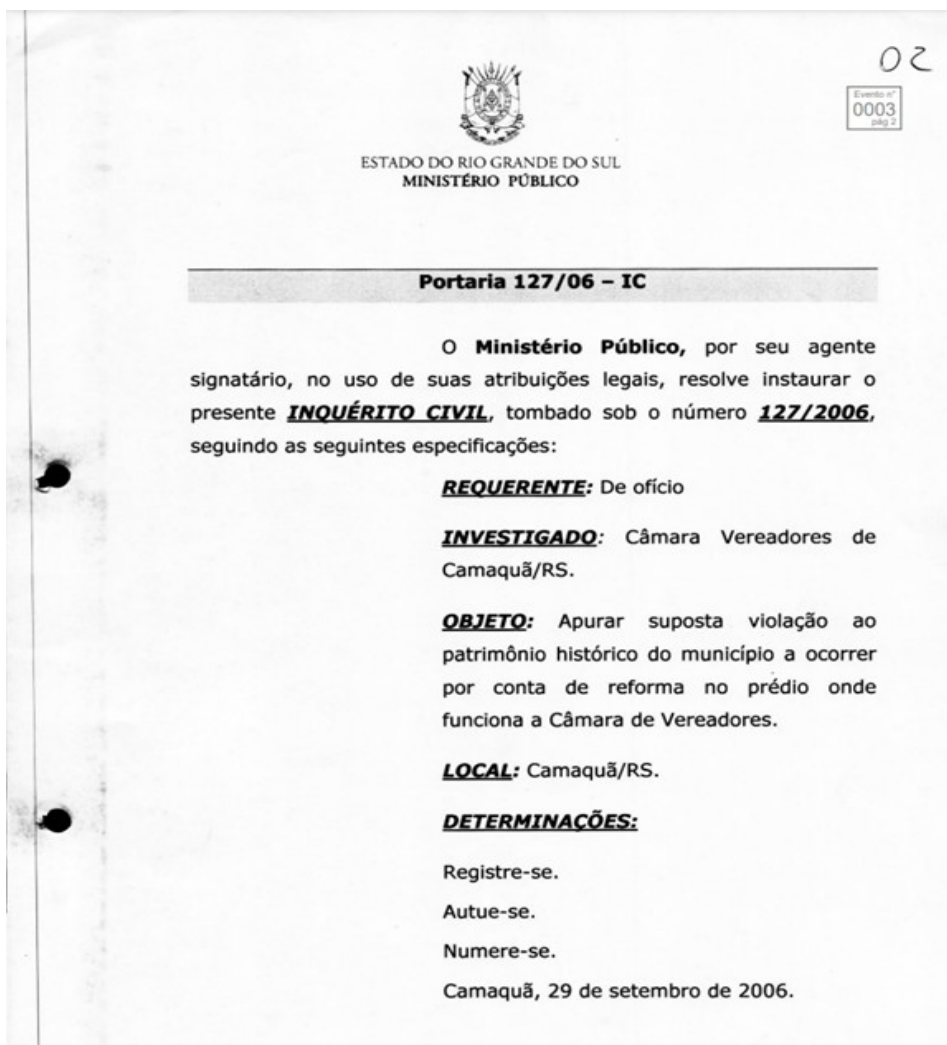 02
Evento n°
0003
pág 2
ESTADO DO RIO GRANDE DO SUL
MINISTÉRIO PÚBLICO
Portaria 127/06 – IC
O Ministério Público, por seu agente
signatário, no uso de suas atribuições legais, resolve instaurar o
presente INQUÉRITO CIVIL, tombado sob o número 127/2006,
seguindo as seguintes especificações:
REQUERENTE: De ofício
INVESTIGADO: Câmara Vereadores de
Camaquã/RS.
OBJETO: Apurar suposta violação ao
patrimônio histórico do município a ocorrer
por conta de reforma no prédio onde
funciona a Câmara de Vereadores.
LOCAL: Camaquã/RS.
DETERMINAÇÕES:
Registre-se.
Autue-se.
Numere-se.
Camaquã, 29 de setembro de 2006.